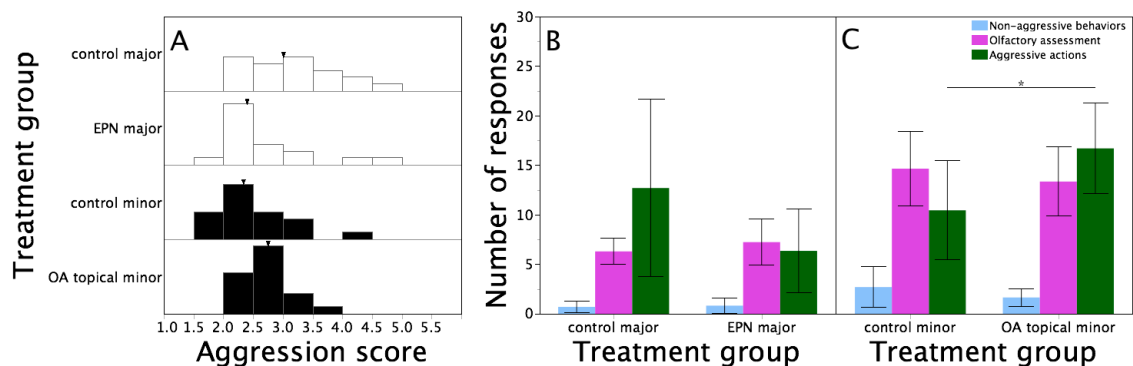 A
Treatment group
control major
EPN major
control minor
OA topical minor
1.0 1.5 2.0 2.5 3.0 3.5 4.0 4.5 5.0 5.5
Aggression score
B
Number of responses
30
25
20
15
10
5
0
control major EPN major
Treatment group
C
Non-aggressive behaviors
Olfactory assessment
Aggressive actions
*
control minor OA topical minor
Treatment group